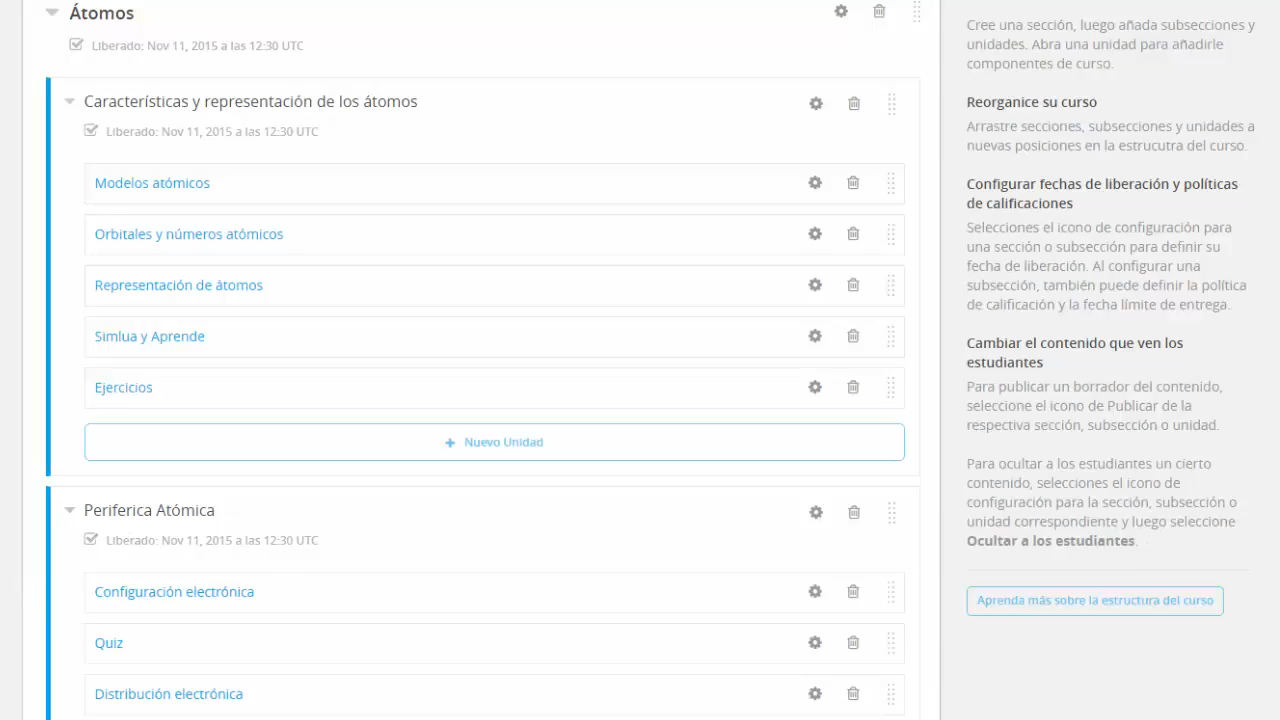 Átomos
Liberado: Nov 11, 2015 a las 12:30 UTC
Características y representación de los átomos
Liberado: Nov 11, 2015 a las 12:30 UTC
Modelos atómicos
Orbitales y números atómicos
Representación de átomos
Simlua y Aprende
Ejercicios
+ Nuevo Unidad
Periferica Atómica
Liberado: Nov 11, 2015 a las 12:30 UTC
Configuración electrónica
Quiz
Distribución electrónica
Cree una sección, luego añada subsecciones y
unidades. Abra una unidad para añadirle
componentes de curso.
Reorganice su curso
Arrastre secciones, subsecciones y unidades a
nuevas posiciones en la estrucutra del curso.
Configurar fechas de liberación y políticas
de calificaciones
Selecciones el icono de configuración para
una sección o subsección para definir su
fecha de liberación. Al configurar una
subsección, también puede definir la política
de calificación y la fecha límite de entrega.
Cambiar el contenido que ven los
estudiantes
Para publicar un borrador del contenido,
seleccione el icono de Publicar de la
respectiva sección, subsección o unidad.
Para ocultar a los estudiantes un cierto
contenido, selecciones el icono de
configuración para la sección, subsección o
unidad correspondiente y luego seleccione
Ocultar a los estudiantes.
Aprenda más sobre la estructura del curso